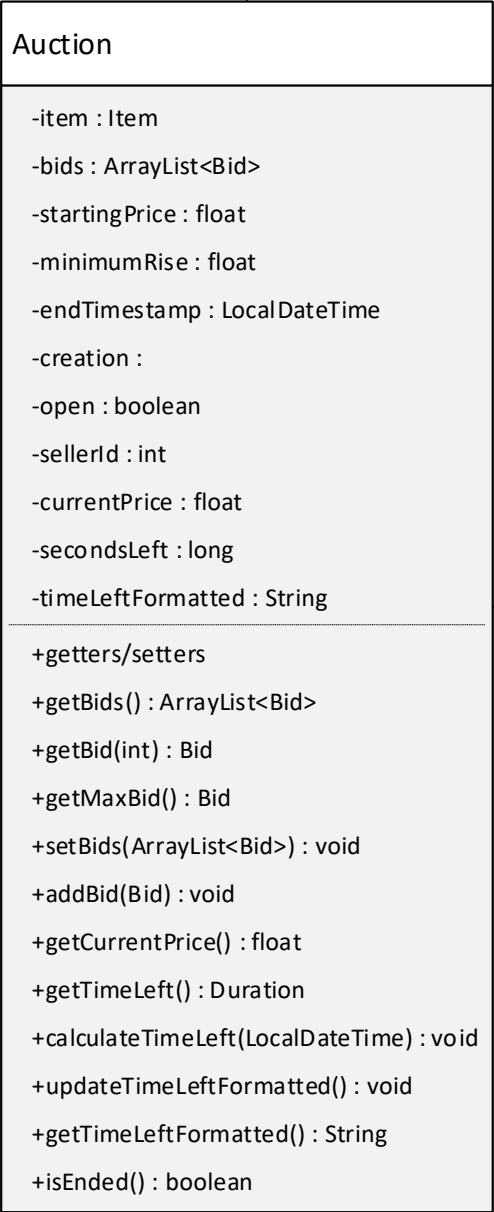 Auction
-item : Item
-bids : ArrayList<Bid>
-startingPrice : float
-minimumRise : float
-endTimestamp : LocalDateTime
-creation :
-open : boolean
-sellerId : int
-currentPrice : float
-secondsLeft : long
-timeLeftFormatted : String
+getters/setters
+getBids() : ArrayList<Bid>
+getBid(int) : Bid
+getMaxBid() : Bid
+setBids(ArrayList<Bid>) : void
+addBid(Bid) : void
+getCurrentPrice() : float
+getTimeLeft() : Duration
+calculateTimeLeft(LocalDateTime) : void
+updateTimeLeftFormatted() : void
+getTimeLeftFormatted() : String
+isEnded() : boolean